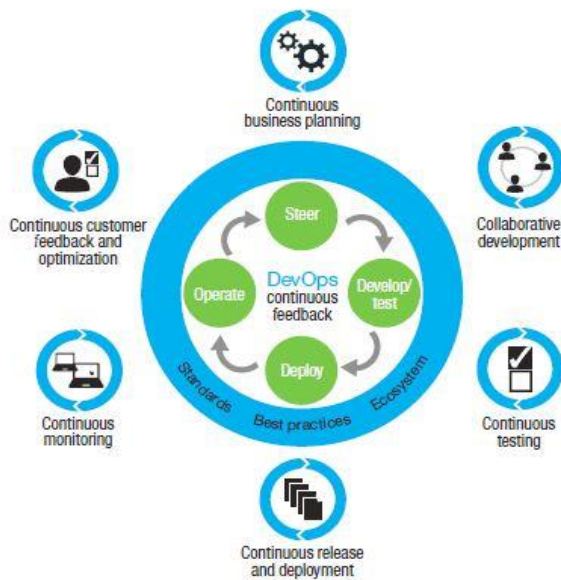 Continuous
business planning
Continuous customer
feedback and
optimization
Collaborative
development
Steer
Operate
DevOps
continuous
feedback
Develop/
test
Deploy
Standards Best practices Ecosystem
Continuous
monitoring
Continuous
testing
Continuous release
and deployment